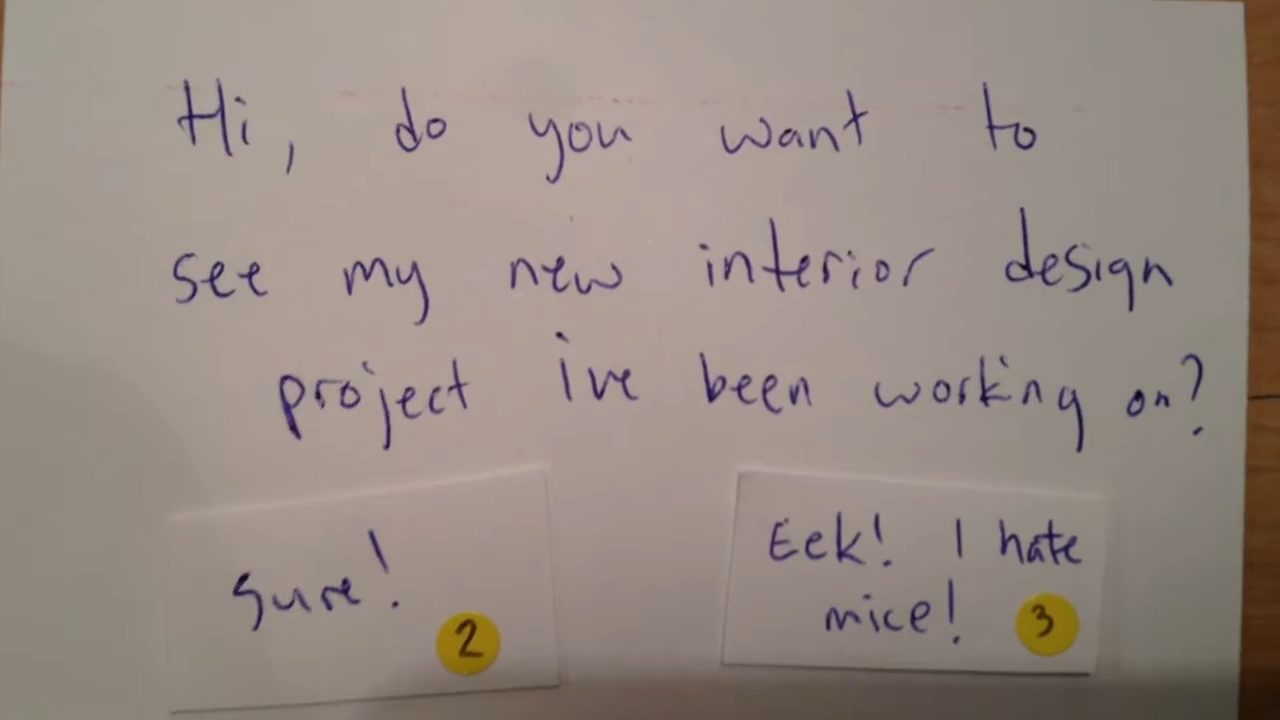 Hi, do you want to
see my new interior design
project ive been working on?
Sure!
2
Eek! I hate
mice!
3